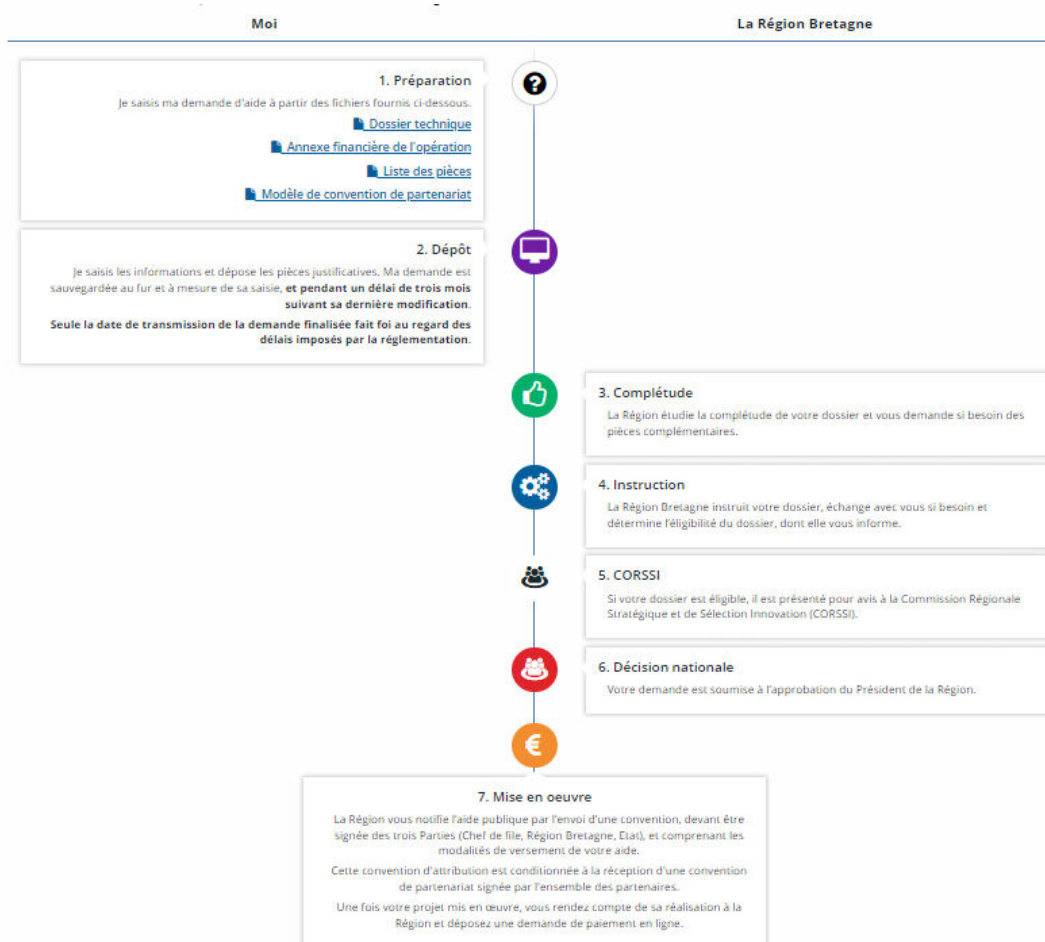 Moi
La Région Bretagne
1. Préparation
Je saisis ma demande d'aide à partir des fichiers fournis ci-dessous.
Dossier technique
Annexe financière de l'opération
Liste des pièces
Modèle de convention de partenariat
2. Dépôt
Je saisis les informations et dépose les pièces justificatives. Ma demande est
sauvegardée au fur et à mesure de sa saisie, et pendant un délai de trois mois
suivant sa dernière modification.
Seule la date de transmission de la demande finalisée fait foi au regard des
délais imposés par la réglementation.
3. Complétude
La Région étudie la complétude de votre dossier et vous demande si besoin des
pièces complémentaires.
4. Instruction
La Région Bretagne instruit votre dossier, échange avec vous si besoin et
détermine l'éligibilité du dossier, dont elle vous informe.
5. CORSSI
Si votre dossier est éligible, il est présenté pour avis à la Commission Régionale
Stratégique et de Sélection Innovation (CORSSI).
6. Décision nationale
Votre demande est soumise à l'approbation du Président de la Région.
7. Mise en oeuvre
La Région vous notifie l'aide publique par l'envoi d'une convention, devant être
signée des trois Parties (Chef de file, Région Bretagne, Etat), et comprenant les
modalités de versement de votre aide.
Cette convention d'attribution est conditionnée à la réception d'une convention
de partenariat signée par l'ensemble des partenaires.
Une fois votre projet mis en œuvre, vous rendez compte de sa réalisation à la
Région et déposez une demande de paiement en ligne.